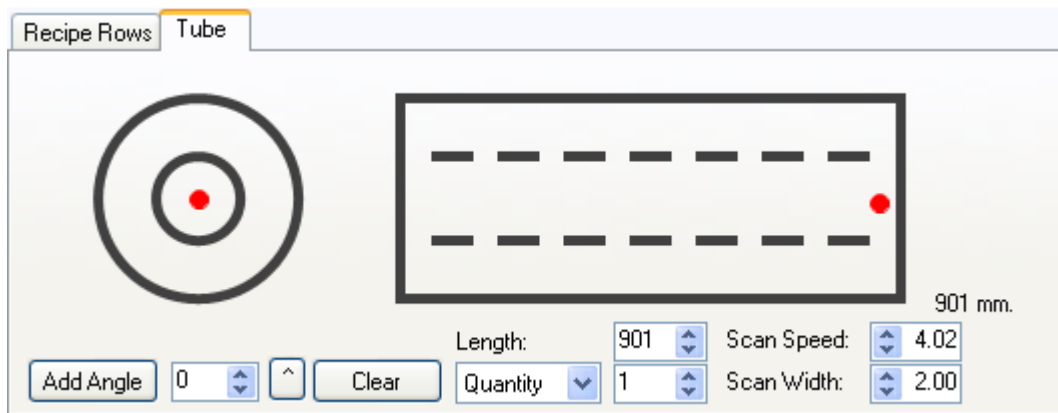 Recipe Rows Tube
901 mm.
Length: 901 Scan Speed: 4.02
Add Angle 0 ^ Clear Quantity 1 Scan Width: 2.00